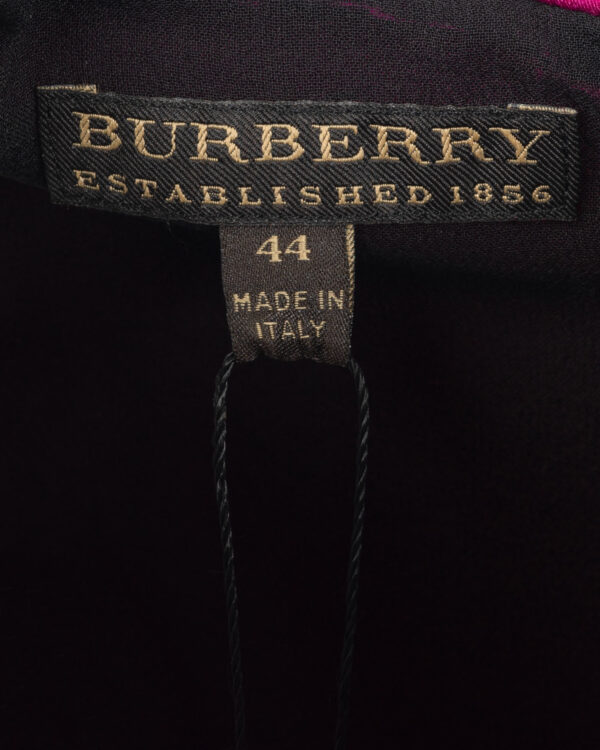 BURBERRY
ESTABLISHED 1856
44
MADE IN
ITALY